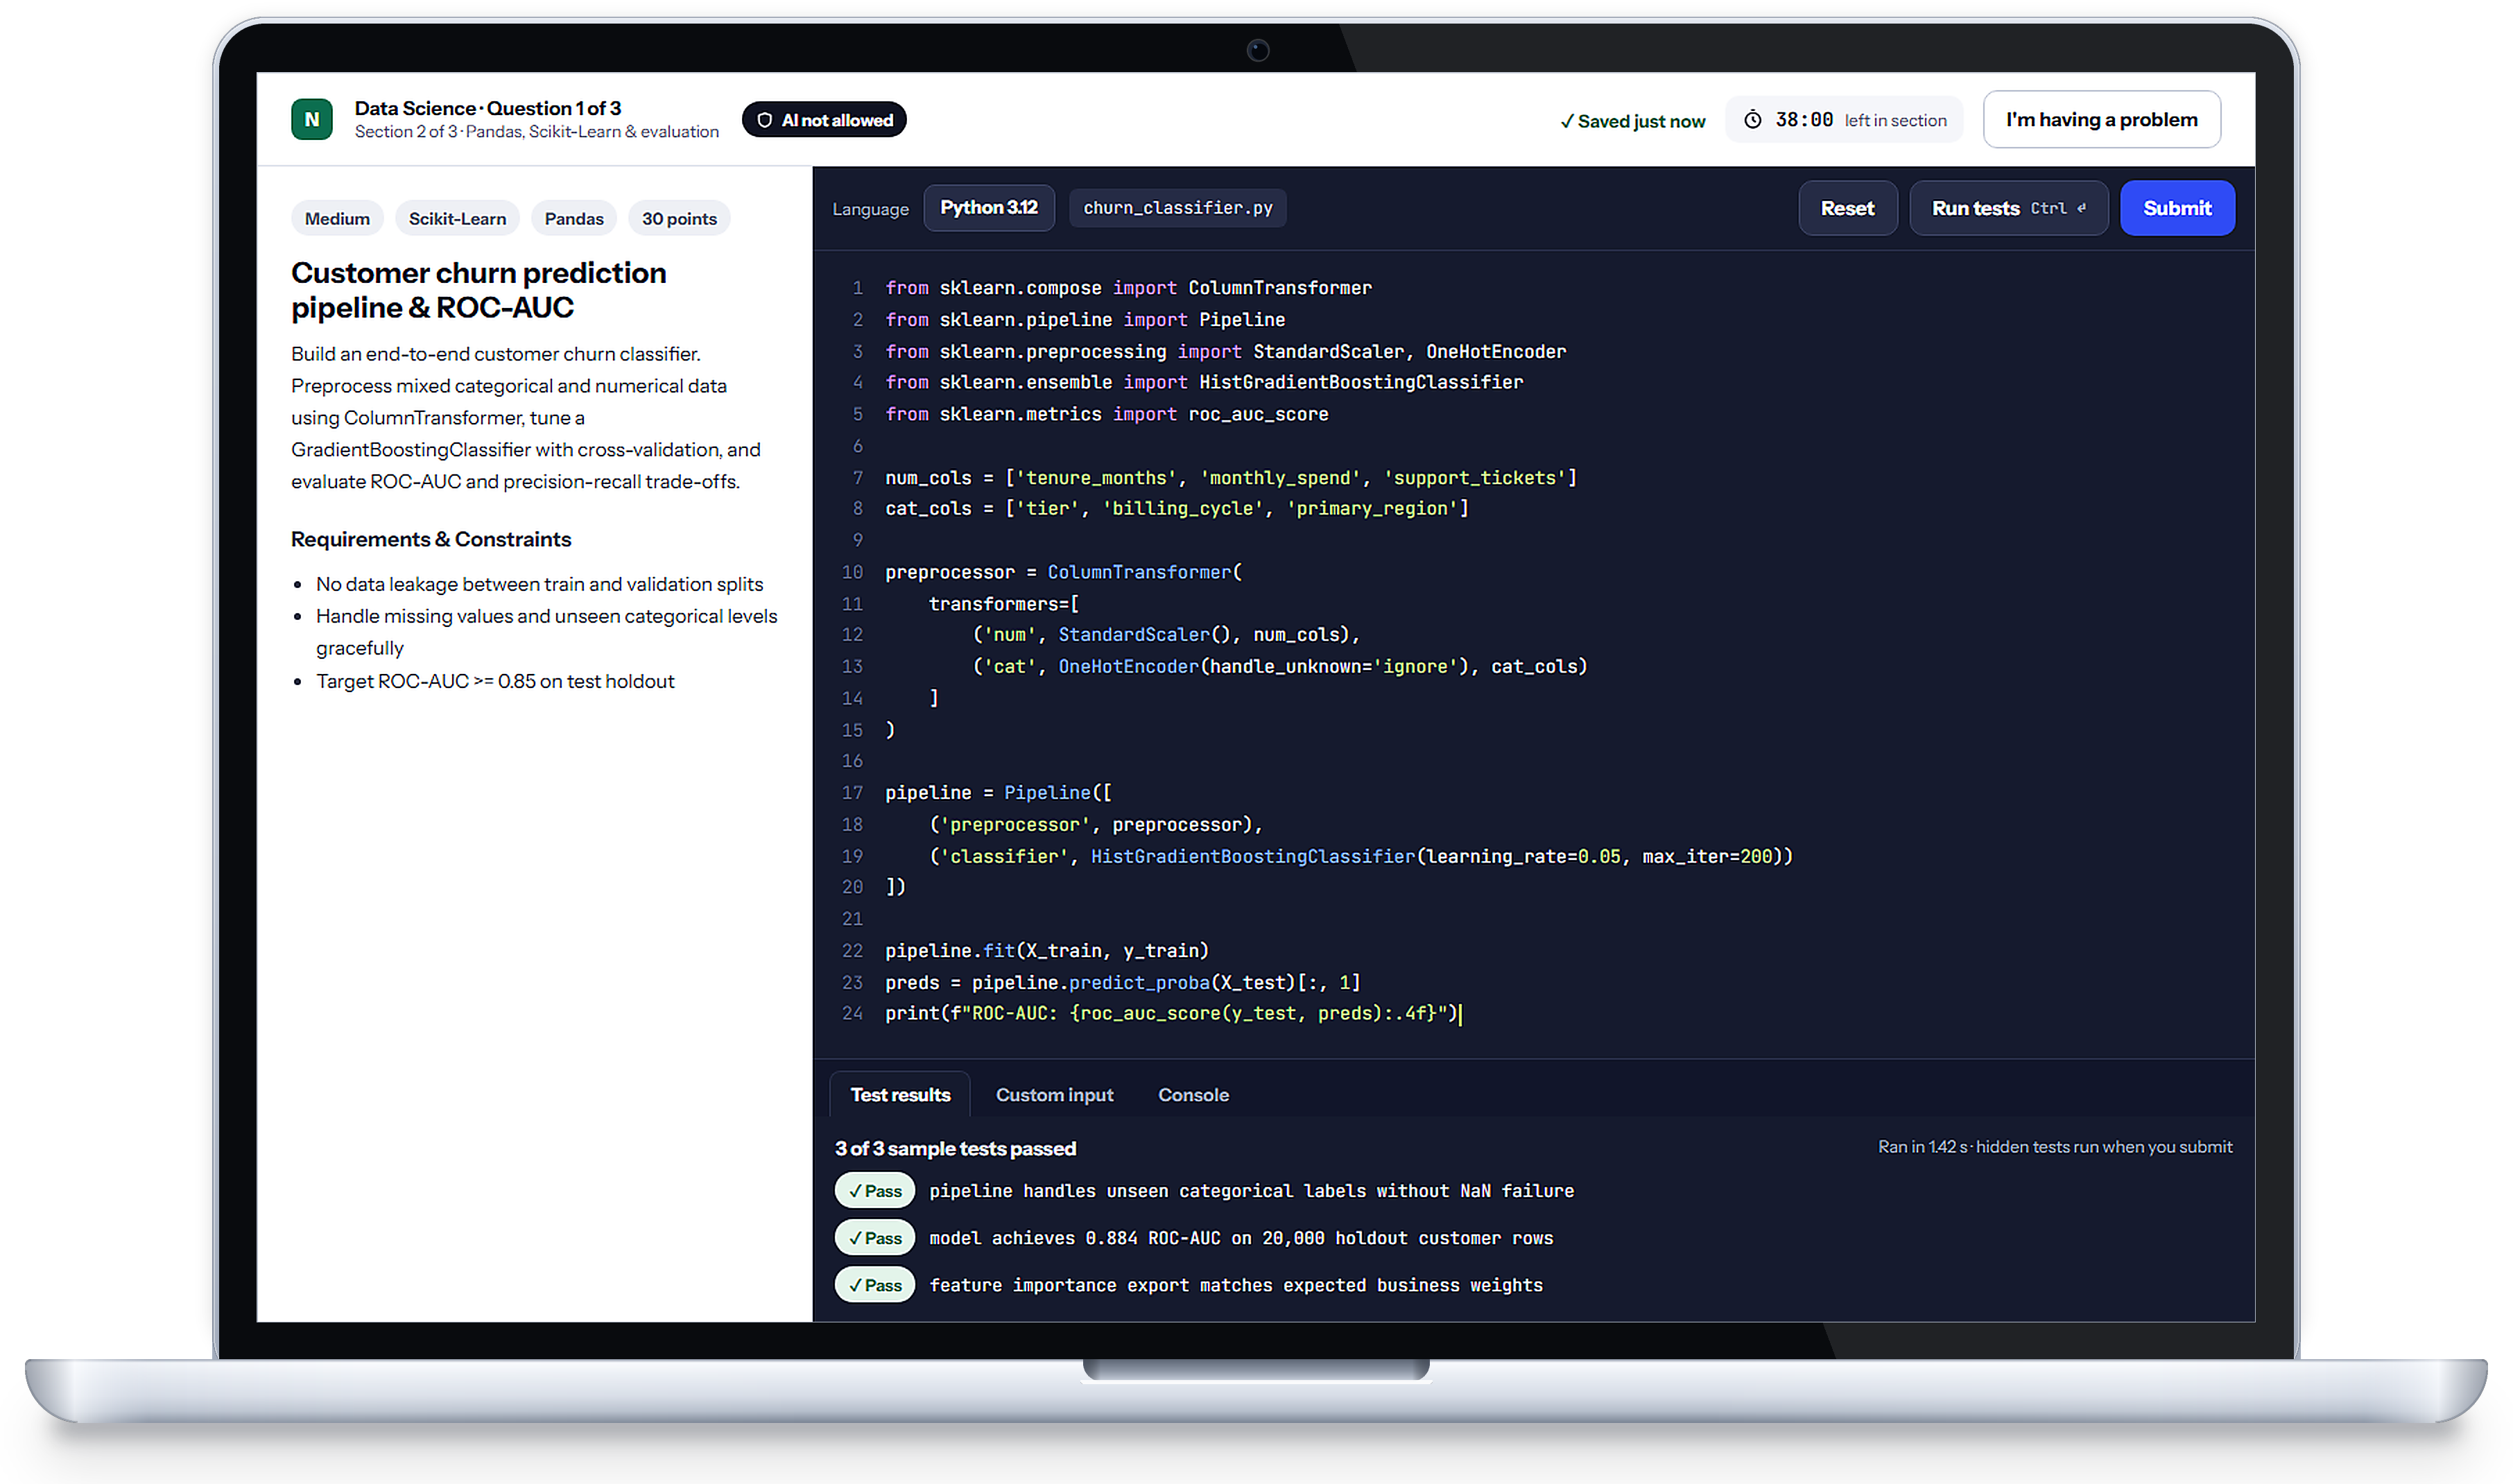 N
Data Science · Question 1 of 3
Section 2 of 3 · Pandas, Scikit-Learn & evaluation
AI not allowed
✓ Saved just now
38:00 left in section
I'm having a problem
Medium
Scikit-Learn
Pandas
30 points
Customer churn prediction
pipeline & ROC-AUC
Build an end-to-end customer churn classifier.
Preprocess mixed categorical and numerical data
using ColumnTransformer, tune a
GradientBoostingClassifier with cross-validation, and
evaluate ROC-AUC and precision-recall trade-offs.
Requirements & Constraints
• No data leakage between train and validation splits
• Handle missing values and unseen categorical levels
gracefully
• Target ROC-AUC >= 0.85 on test holdout
Language
Python 3.12
churn_classifier.py
Reset
Run tests Ctrl ⏎
Submit
1 from sklearn.compose import ColumnTransformer
2 from sklearn.pipeline import Pipeline
3 from sklearn.preprocessing import StandardScaler, OneHotEncoder
4 from sklearn.ensemble import HistGradientBoostingClassifier
5 from sklearn.metrics import roc_auc_score
6
7 num_cols = ['tenure_months', 'monthly_spend', 'support_tickets']
8 cat_cols = ['tier', 'billing_cycle', 'primary_region']
9
10 preprocessor = ColumnTransformer(
11     transformers=[
12         ('num', StandardScaler(), num_cols),
13         ('cat', OneHotEncoder(handle_unknown='ignore'), cat_cols)
14     ]
15 )
16
17 pipeline = Pipeline([
18     ('preprocessor', preprocessor),
19     ('classifier', HistGradientBoostingClassifier(learning_rate=0.05, max_iter=200))
20 ])
21
22 pipeline.fit(X_train, y_train)
23 preds = pipeline.predict_proba(X_test)[:, 1]
24 print(f"ROC-AUC: {roc_auc_score(y_test, preds):.4f}")
Test results
Custom input
Console
3 of 3 sample tests passed
Ran in 1.42 s · hidden tests run when you submit
✓ Pass pipeline handles unseen categorical labels without NaN failure
✓ Pass model achieves 0.884 ROC-AUC on 20,000 holdout customer rows
✓ Pass feature importance export matches expected business weights